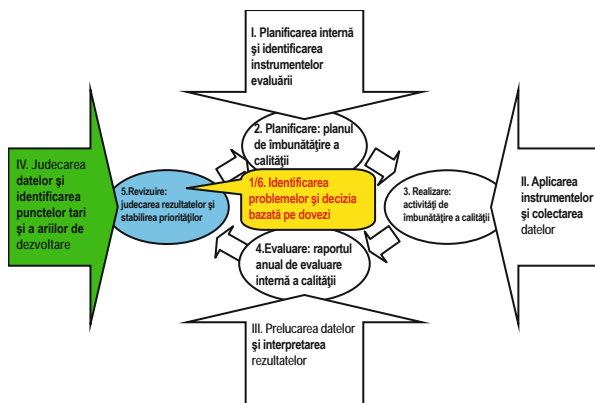 I. Planificarea internă
şi identificarea
instrumentelor
evaluării
2. Planificare: planul
de îmbunătăţire a
calităţii
IV. Judecarea
datelor şi
identificarea
punctelor tari
şi a ariilor de
dezvoltare
5.Revizuire:
judecarea rezultatelor şi
stabilirea priorităţilor
1/6. Identificarea
problemelor şi decizia
bazată pe dovezi
3. Realizare:
activităţi de
îmbunătăţire a calităţii
II. Aplicarea
instrumentelor
şi colectarea
datelor
4.Evaluare: raportul
anual de evaluare
internă a calităţii
III. Prelucarea datelor
şi interpretarea
rezultatelor